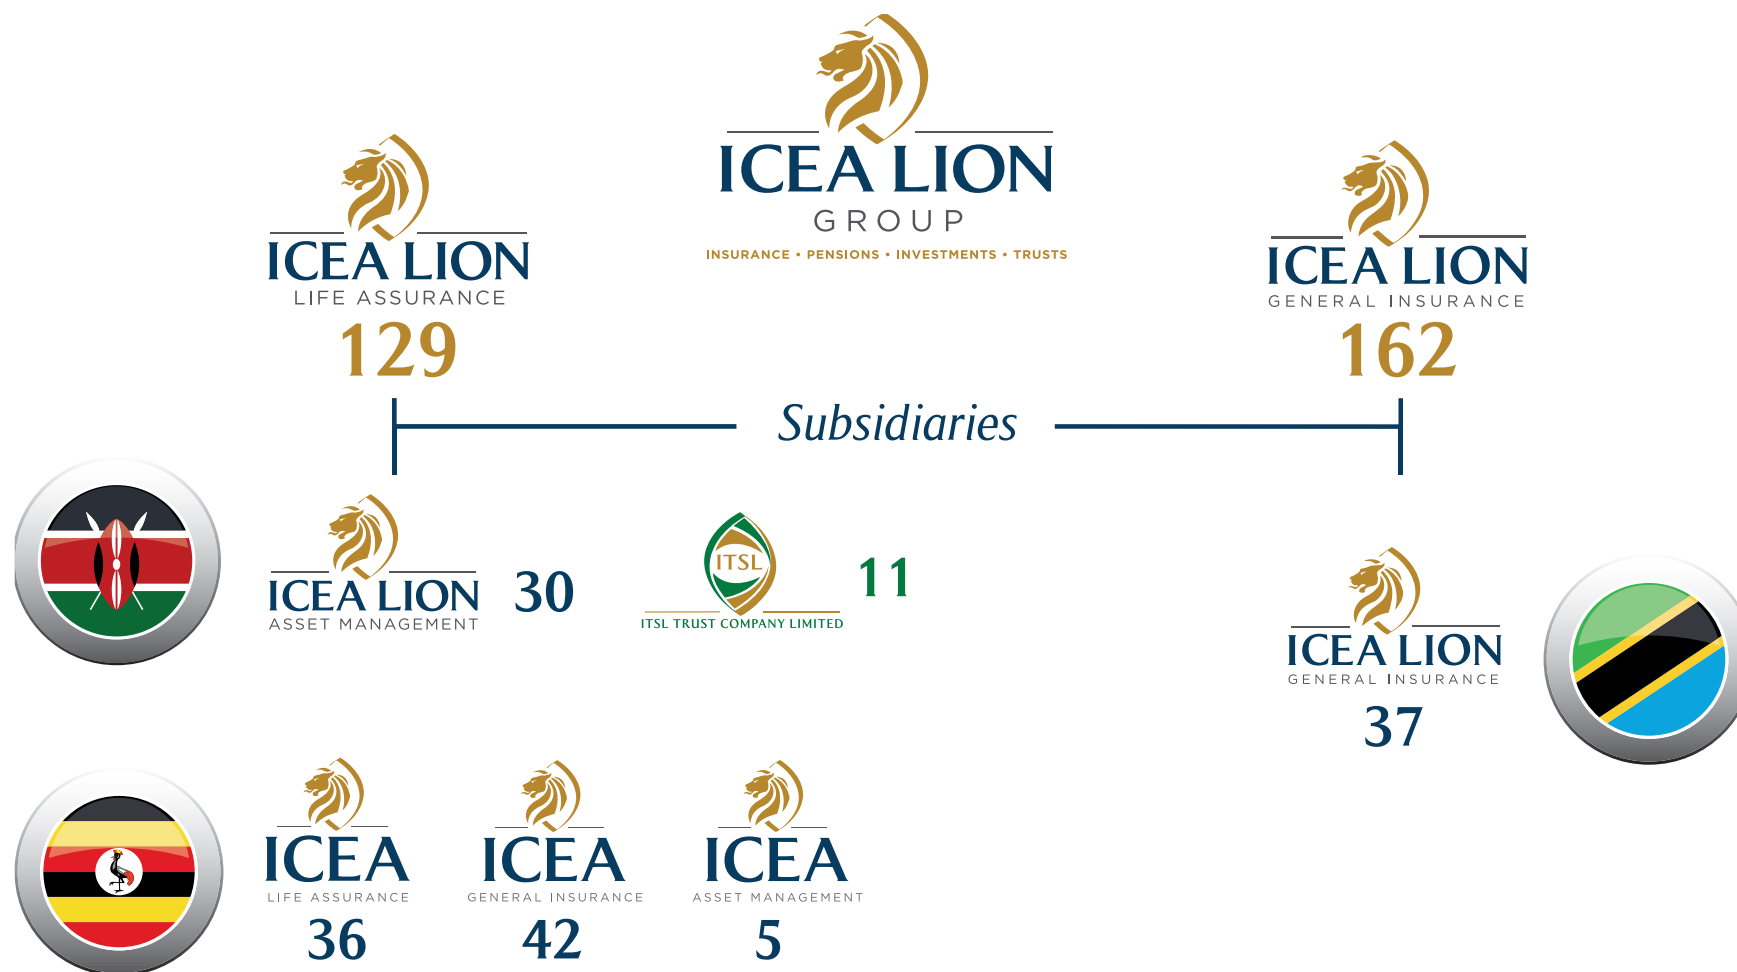 ICEA LION
GROUP
INSURANCE • PENSIONS • INVESTMENTS • TRUSTS
ICEA LION
LIFE ASSURANCE
129
ICEA LION
GENERAL INSURANCE
162
Subsidiaries
ICEA LION
ASSET MANAGEMENT
30
ITSL
ITSL TRUST COMPANY LIMITED
11
ICEA LION
GENERAL INSURANCE
37
ICEA
LIFE ASSURANCE
36
ICEA
GENERAL INSURANCE
42
ICEA
ASSET MANAGEMENT
5